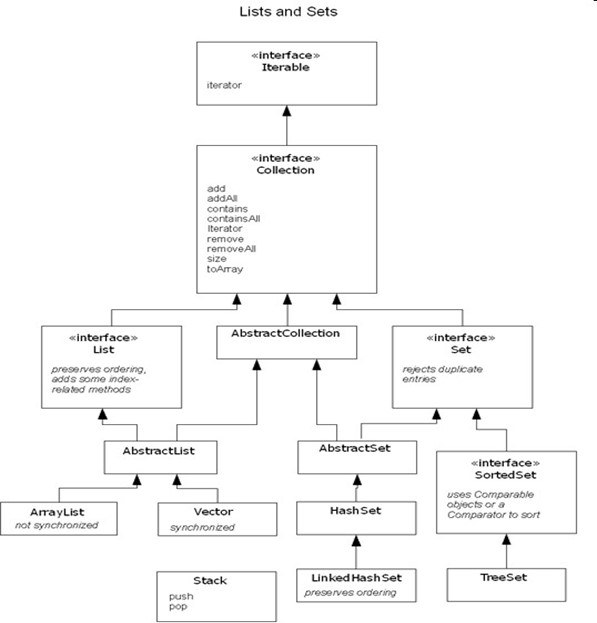 Lists and Sets
«interface»
Iterable
iterator
«interface»
Collection
add
addAll
contains
containsAll
Iterator
remove
removeAll
size
toArray
«interface»
List
preserves ordering,
adds some index-
related methods
AbstractCollection
«interface»
Set
rejects duplicate
entries
AbstractList
AbstractSet
«interface»
SortedSet
uses Comparable
objects or a
Comparator to sort
ArrayList
not synchronized
Vector
synchronized
HashSet
Stack
push
pop
LinkedHashSet
preserves ordering
TreeSet